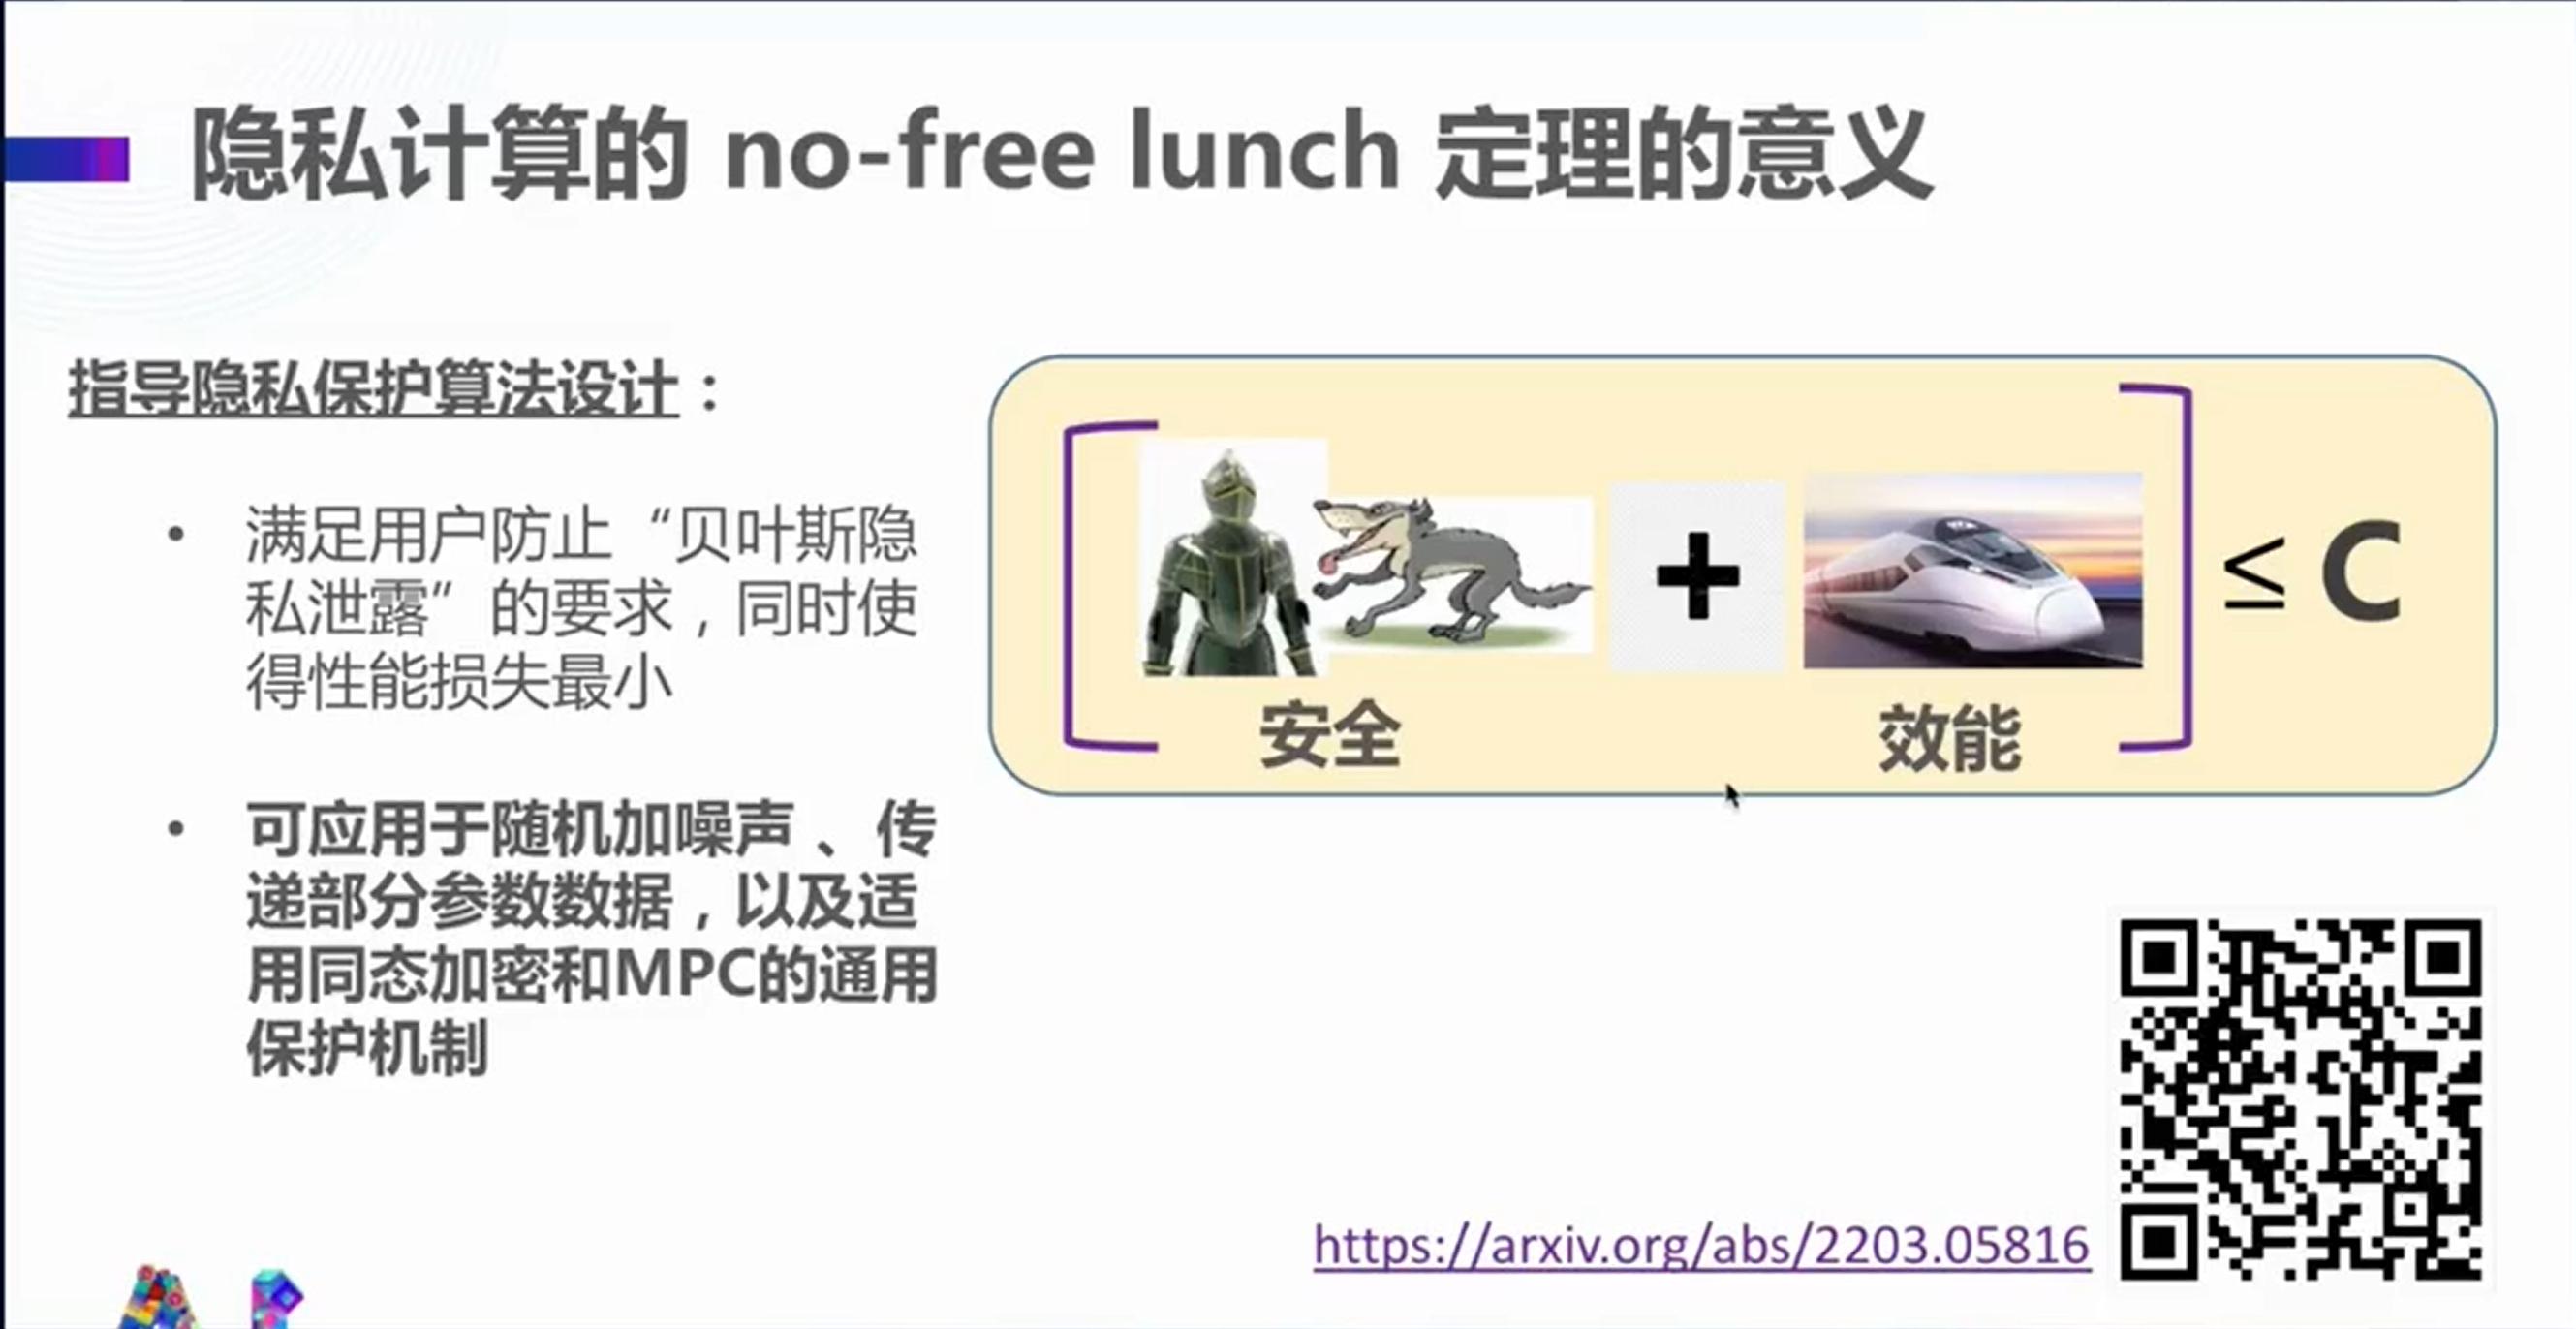 隐私计算的 no-free lunch 定理的意义
指导隐私保护算法设计：
• 满足用户防止“贝叶斯隐
私泄露”的要求，同时使
得性能损失最小
• 可应用于随机加噪声、传
递部分参数数据，以及适
用同态加密和MPC的通用
保护机制
+
≤ C
安全
效能
https://arxiv.org/abs/2203.05816